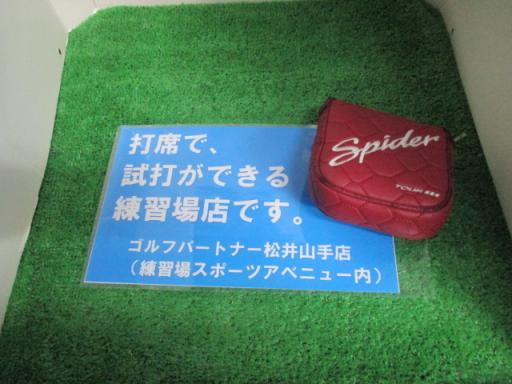 打席で、
試打ができる
練習場店です。
ゴルフパートナー松井山手店
（練習場スポーツアベニュー内）
Spider
TOUR